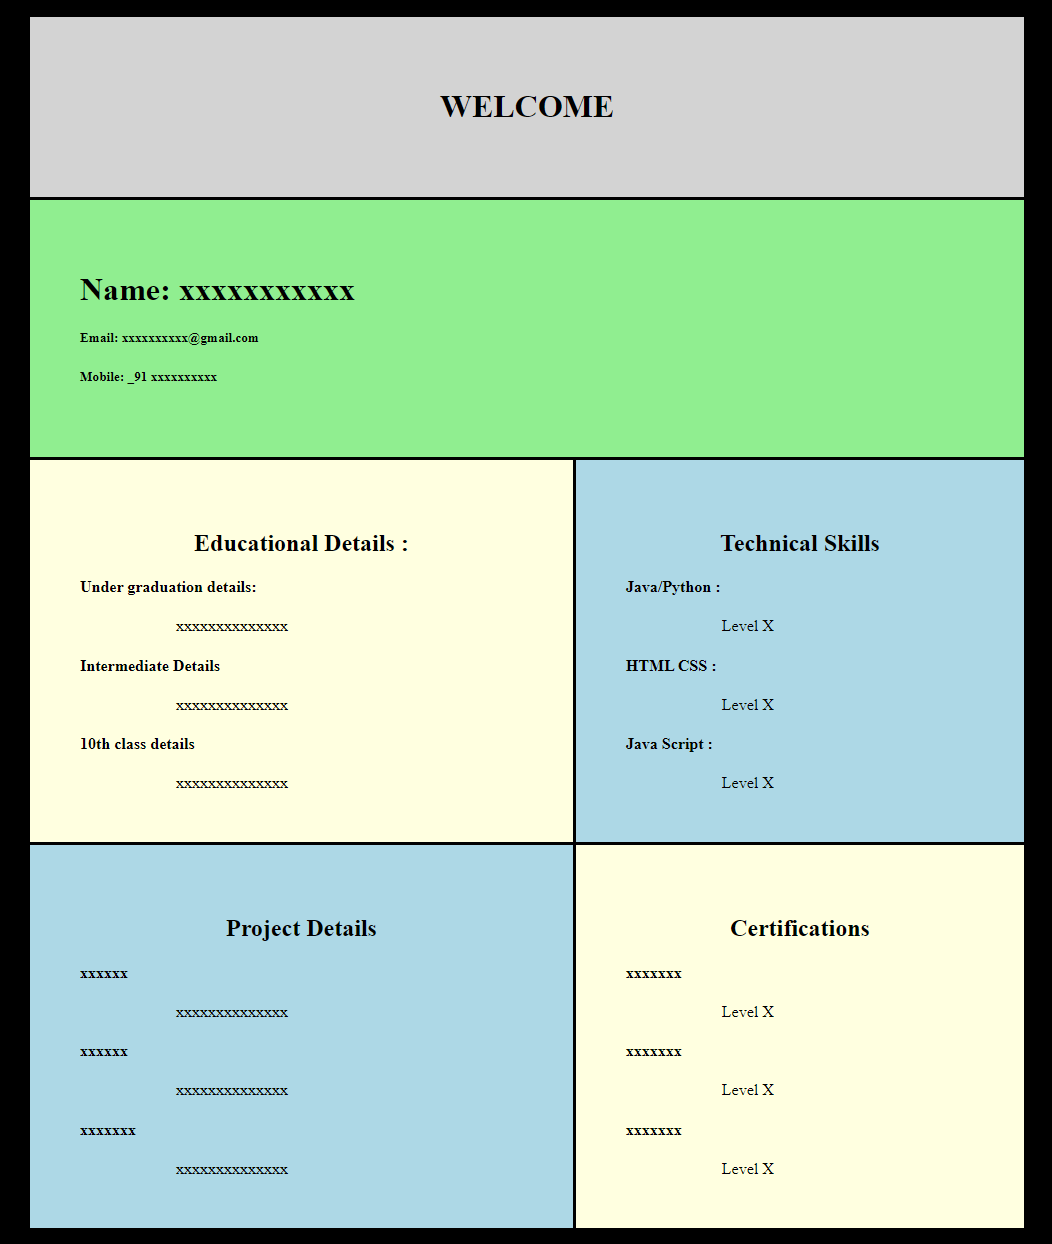 WELCOME
Name: xxxxxxxxxxx
Email: xxxxxxxxxx@gmail.com
Mobile: _91 xxxxxxxxxx
Educational Details :
Under graduation details:
xxxxxxxxxxxxxx
Intermediate Details
xxxxxxxxxxxxxx
10th class details
xxxxxxxxxxxxxx
Technical Skills
Java/Python :
Level X
HTML CSS :
Level X
Java Script :
Level X
Project Details
xxxxxx
xxxxxxxxxxxxxx
xxxxxx
xxxxxxxxxxxxxx
xxxxxxx
xxxxxxxxxxxxxx
Certifications
xxxxxxx
Level X
xxxxxxx
Level X
xxxxxxx
Level X